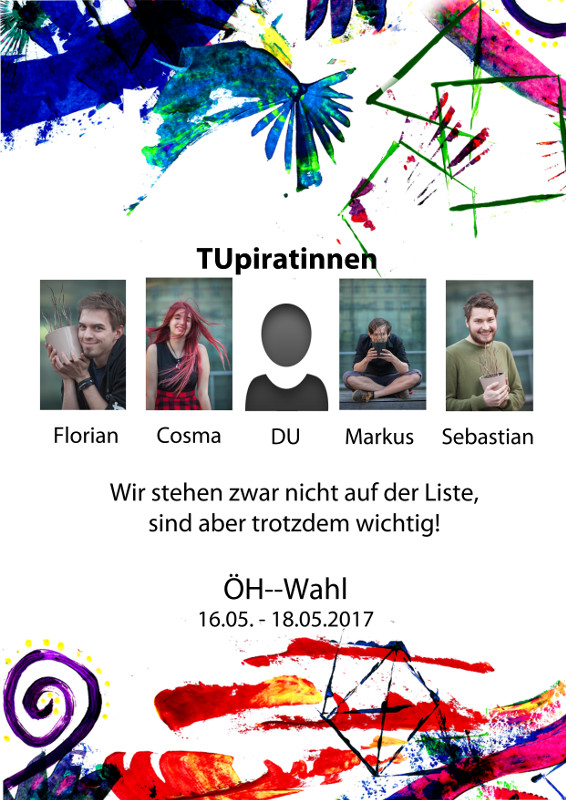 TUpiratinnen
Florian Cosma DU Markus Sebastian
Wir stehen zwar nicht auf der Liste,
sind aber trotzdem wichtig!
ÖH--Wahl
16.05. - 18.05.2017